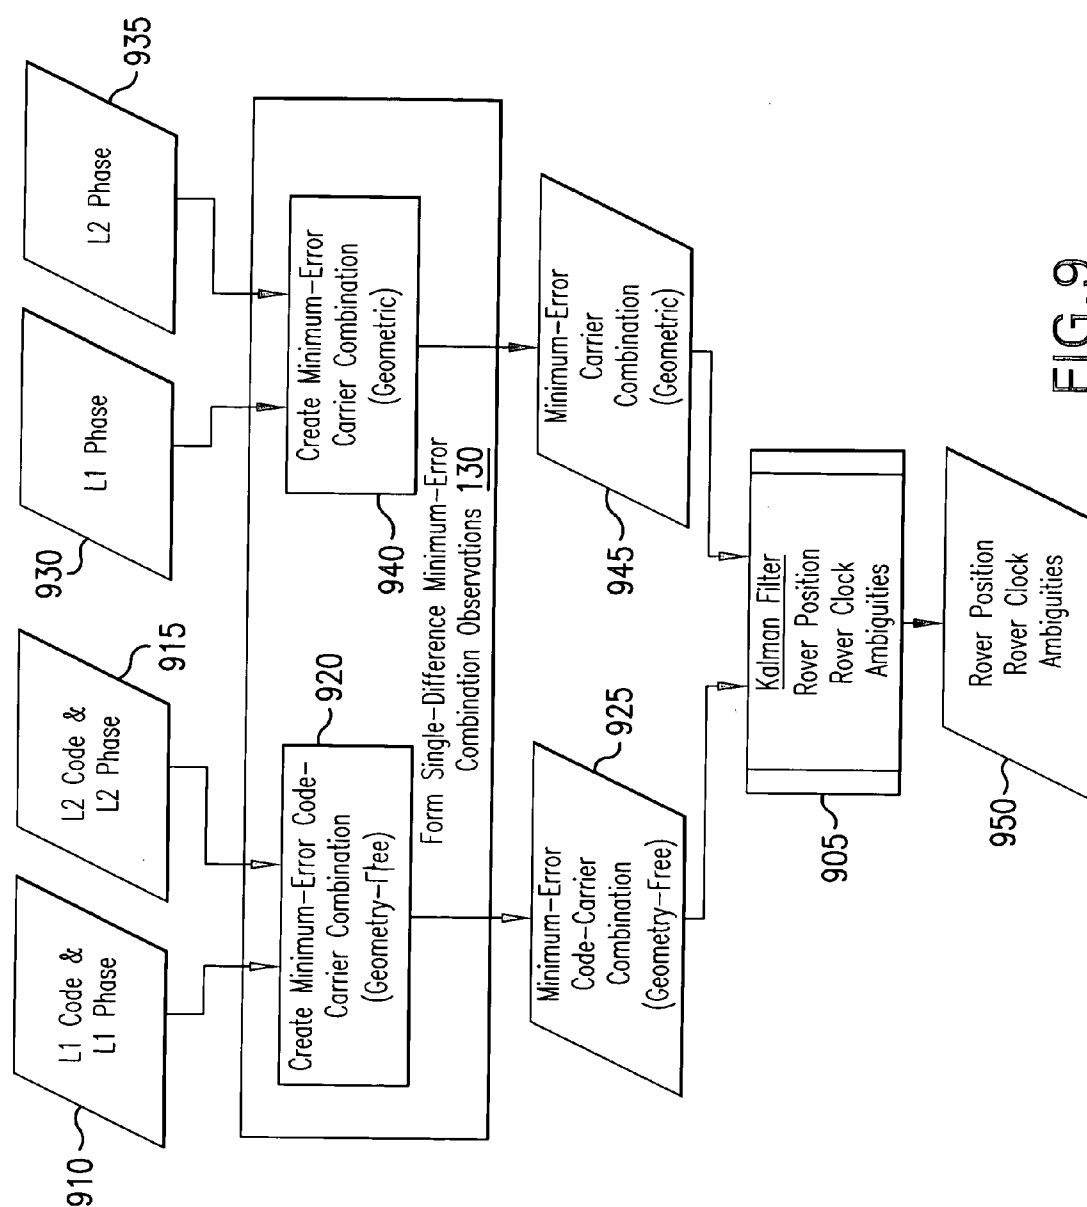 910
L1 Code &
L1 Phase
L2 Code &
L2 Phase
915
930
L1 Phase
L2 Phase
935
920
Create Minimum-Error Code-
Carrier Combination
(Geometry-Free)
Create Minimum-Error
Carrier Combination
(Geometric)
940
Form Single-Difference Minimum-Error
Combination Observations 130
Minimum-Error
Code-Carrier
Combination
(Geometry-Free)
925
Minimum-Error
Carrier
Combination
(Geometric)
945
Kalman Filter
Rover Position
Rover Clock
Ambiguities
905
Rover Position
Rover Clock
Ambiguities
950
FIG.9